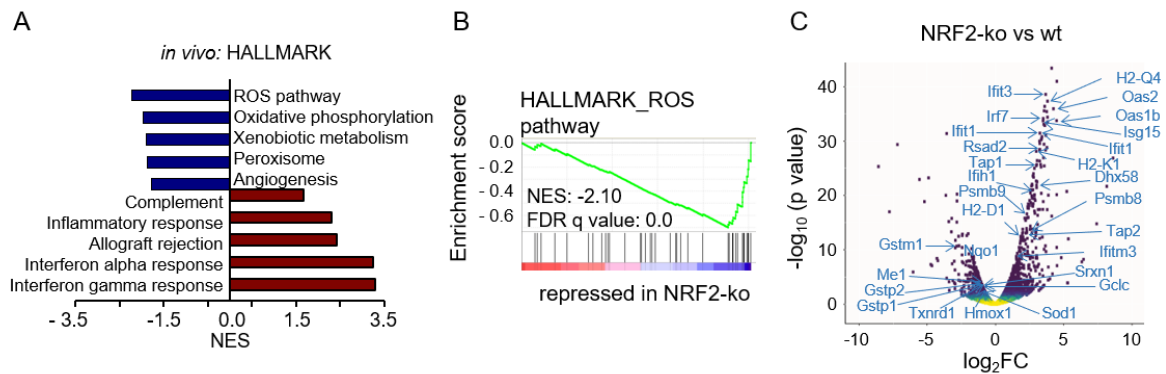 A
in vivo: HALLMARK
ROS pathway
Oxidative phosphorylation
Xenobiotic metabolism
Peroxisome
Angiogenesis
Complement
Inflammatory response
Allograft rejection
Interferon alpha response
Interferon gamma response
- 3.5
-1.5
0.0
1.5
3.5
NES
B
HALLMARK_ROS
pathway
Enrichment score
0.0
- 0.2
- 0.4
- 0.6
NES: -2.10
FDR q value: 0.0
repressed in NRF2-ko
C
NRF2-ko vs wt
-log10 (p value)
40
30
20
10
0
H2-Q4
Ifit3
Oas2
Irf7
Oas1b
Ifit1
Isg15
Rsad2
Ifit1
Tap1
H2-K1
Ifih1
Dhx58
Psmb9
Psmb8
H2-D1
Tap2
Gstm1
Nqo1
Ifitm3
Me1
Srxn1
Gstp2
Gclc
Gstp1
Txnrd1
Hmox1
Sod1
-10
-5
0
5
10
log2FC